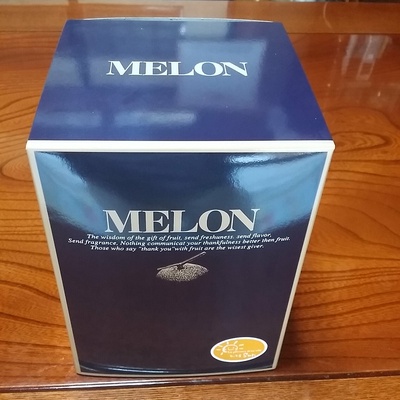 MELON
MELON
The wisdom of the gift of fruit, send freshuness. send flavor,
Send fragrance. Nothing communicat your thankfulness better then fruit.
Those who say "thank you"with fruit are the wisest giver.